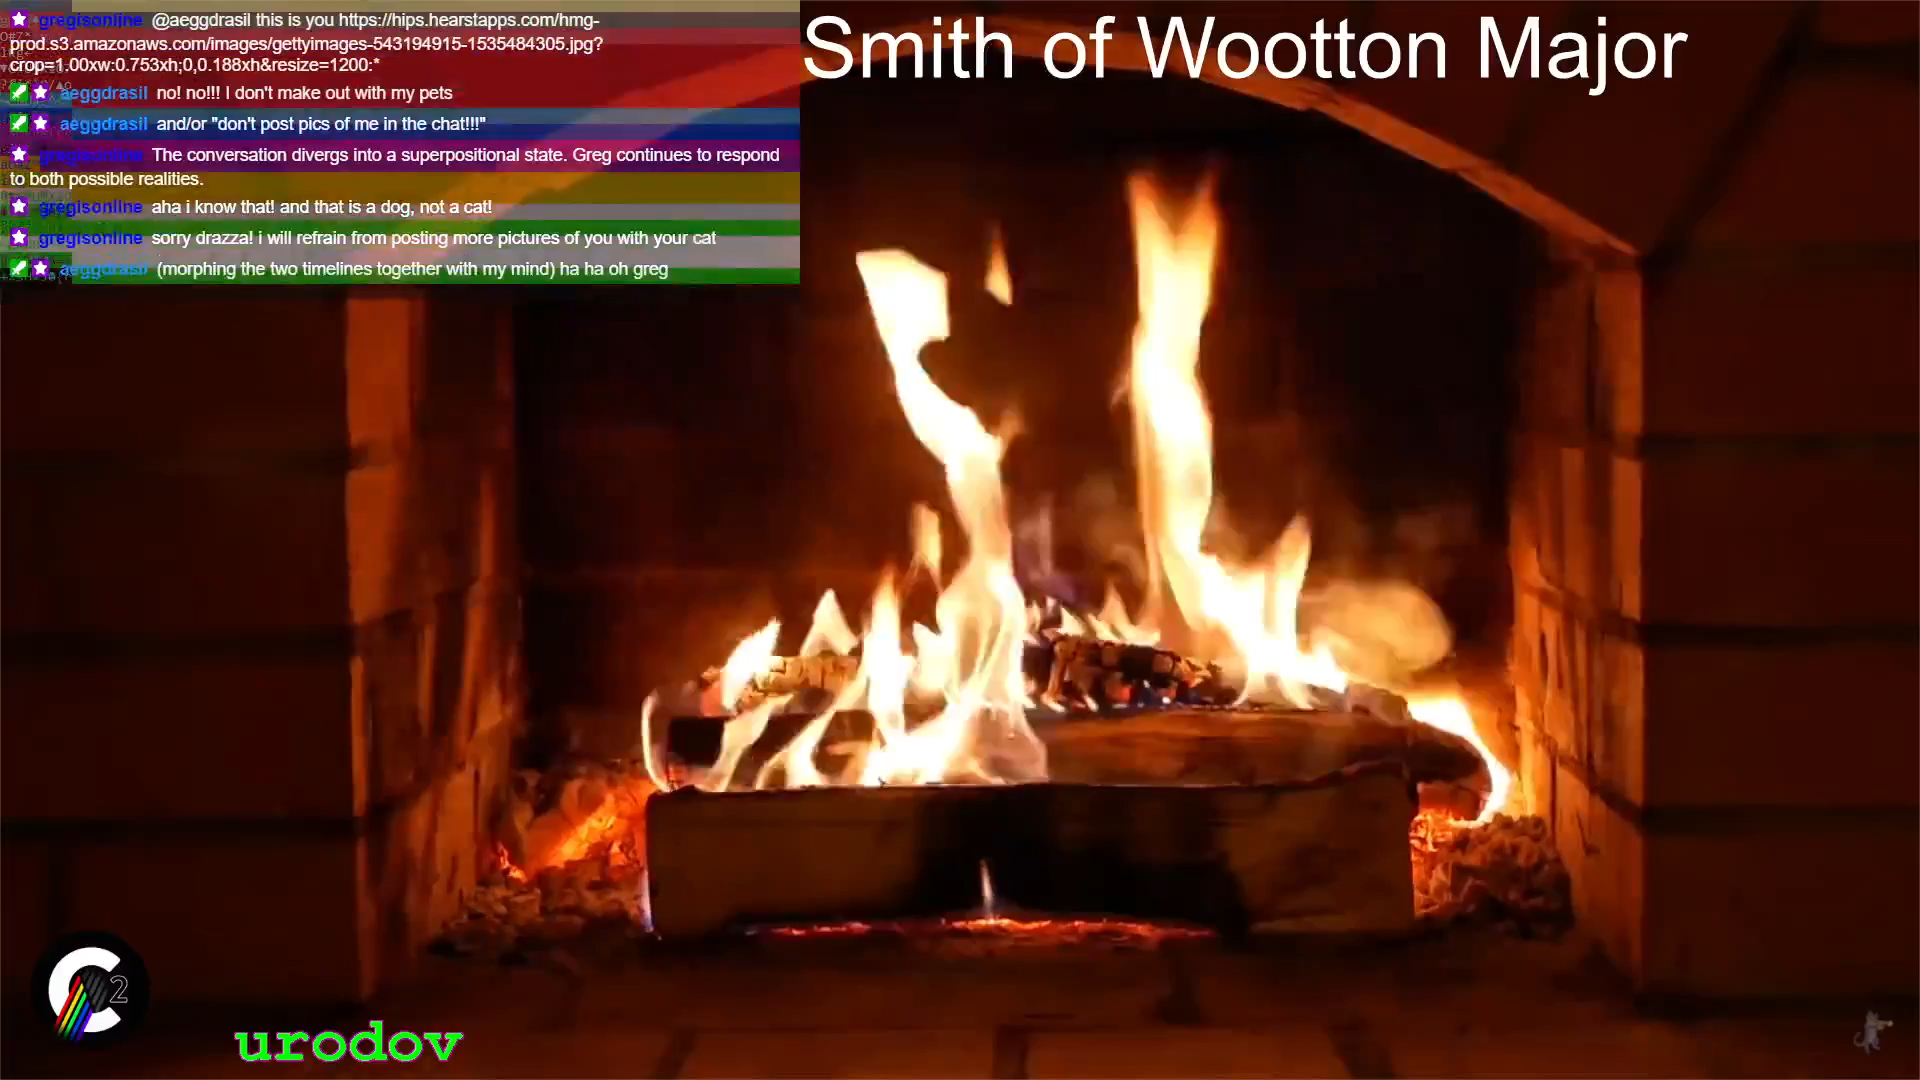 gregisonline @aeggdrasil this is you https://hips.hearstapps.com/hmg-
prod.s3.amazonaws.com/images/gettyimages-543194915-1535484305.jpg?
crop=1.00xw:0.753xh;0,0.188xh&resize=1200:*
aeggdrasil no! no!!! I don't make out with my pets
aeggdrasil and/or "don't post pics of me in the chat!!!"
gregisonline The conversation divergs into a superpositional state. Greg continues to respond
to both possible realities.
gregisonline aha i know that! and that is a dog, not a cat!
gregisonline sorry drazza! i will refrain from posting more pictures of you with your cat
aeggdrasil (morphing the two timelines together with my mind) ha ha oh greg
Smith of Wootton Major
C 2
urodov